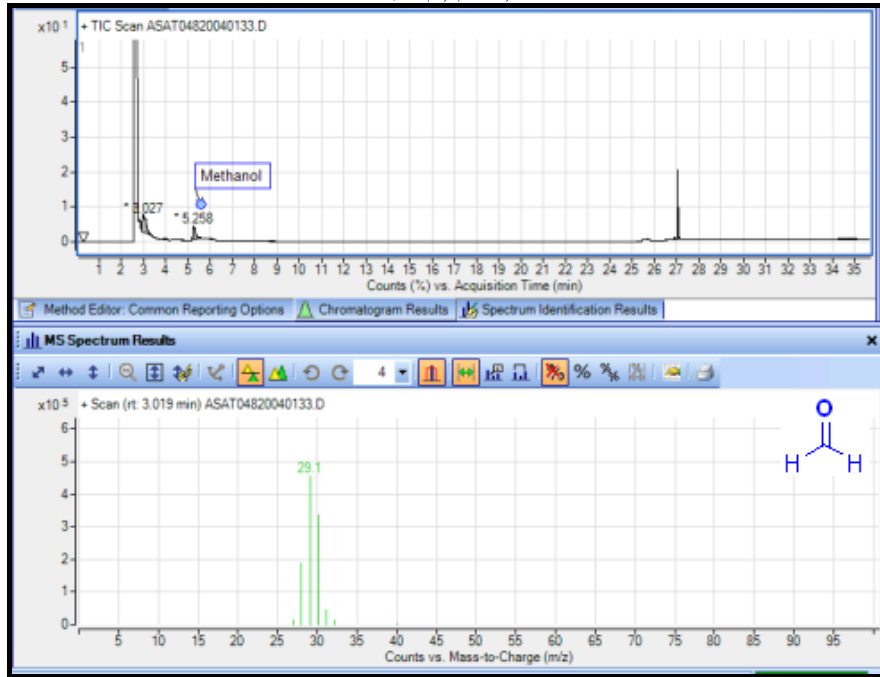 x10 1 + TIC Scan ASAT04820040133.D
1
5
4
3
2
1
0
Methanol
* 3.027
* 5.258
1 2 3 4 5 6 7 8 9 10 11 12 13 14 15 16 17 18 19 20 21 22 23 24 25 26 27 28 29 30 31 32 33 34 35
Counts (%) vs. Acquisition Time (min)
Method Editor: Common Reporting Options Chromatogram Results Spectrum Identification Results
MS Spectrum Results
4
x10 5 + Scan (rt: 3.019 min) ASAT04820040133.D
6
5
4
3
2
1
0
29.1
O
H H
5 10 15 20 25 30 35 40 45 50 55 60 65 70 75 80 85 90 95
Counts vs. Mass-to-Charge (m/z)